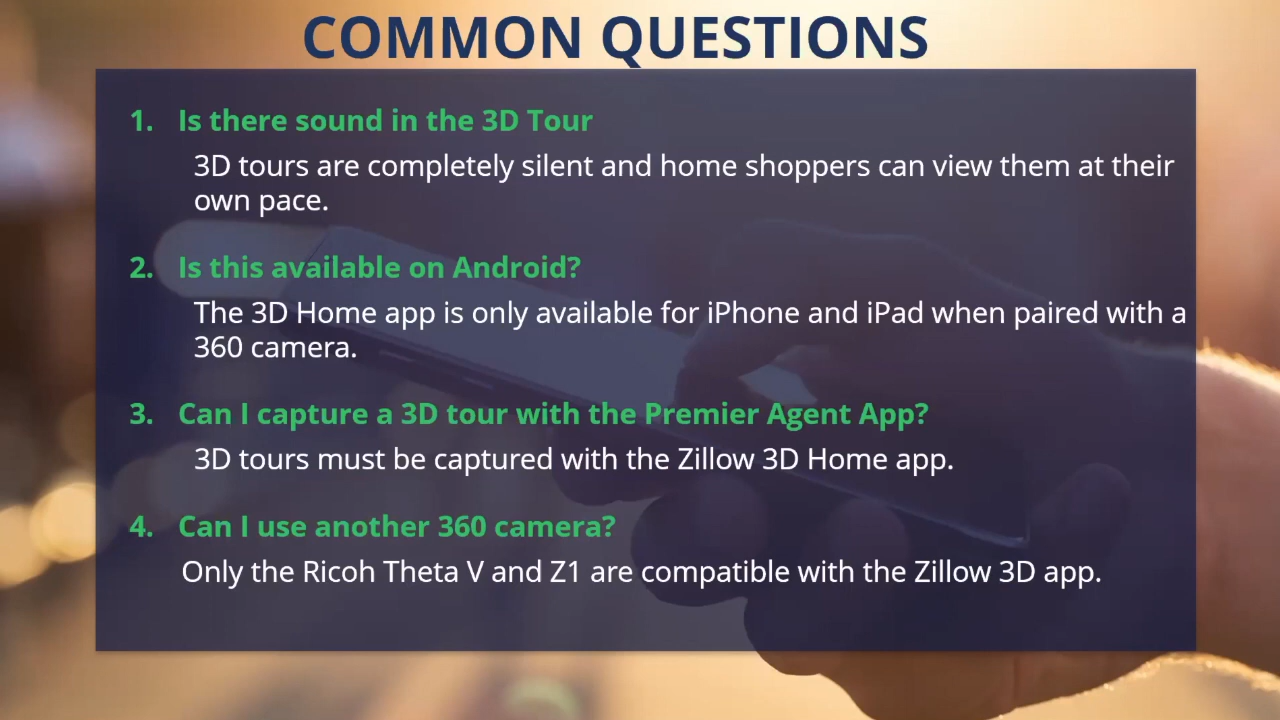 COMMON QUESTIONS
1. Is there sound in the 3D Tour
3D tours are completely silent and home shoppers can view them at their
own pace.
2. Is this available on Android?
The 3D Home app is only available for iPhone and iPad when paired with a
360 camera.
3. Can I capture a 3D tour with the Premier Agent App?
3D tours must be captured with the Zillow 3D Home app.
4. Can I use another 360 camera?
Only the Ricoh Theta V and Z1 are compatible with the Zillow 3D app.